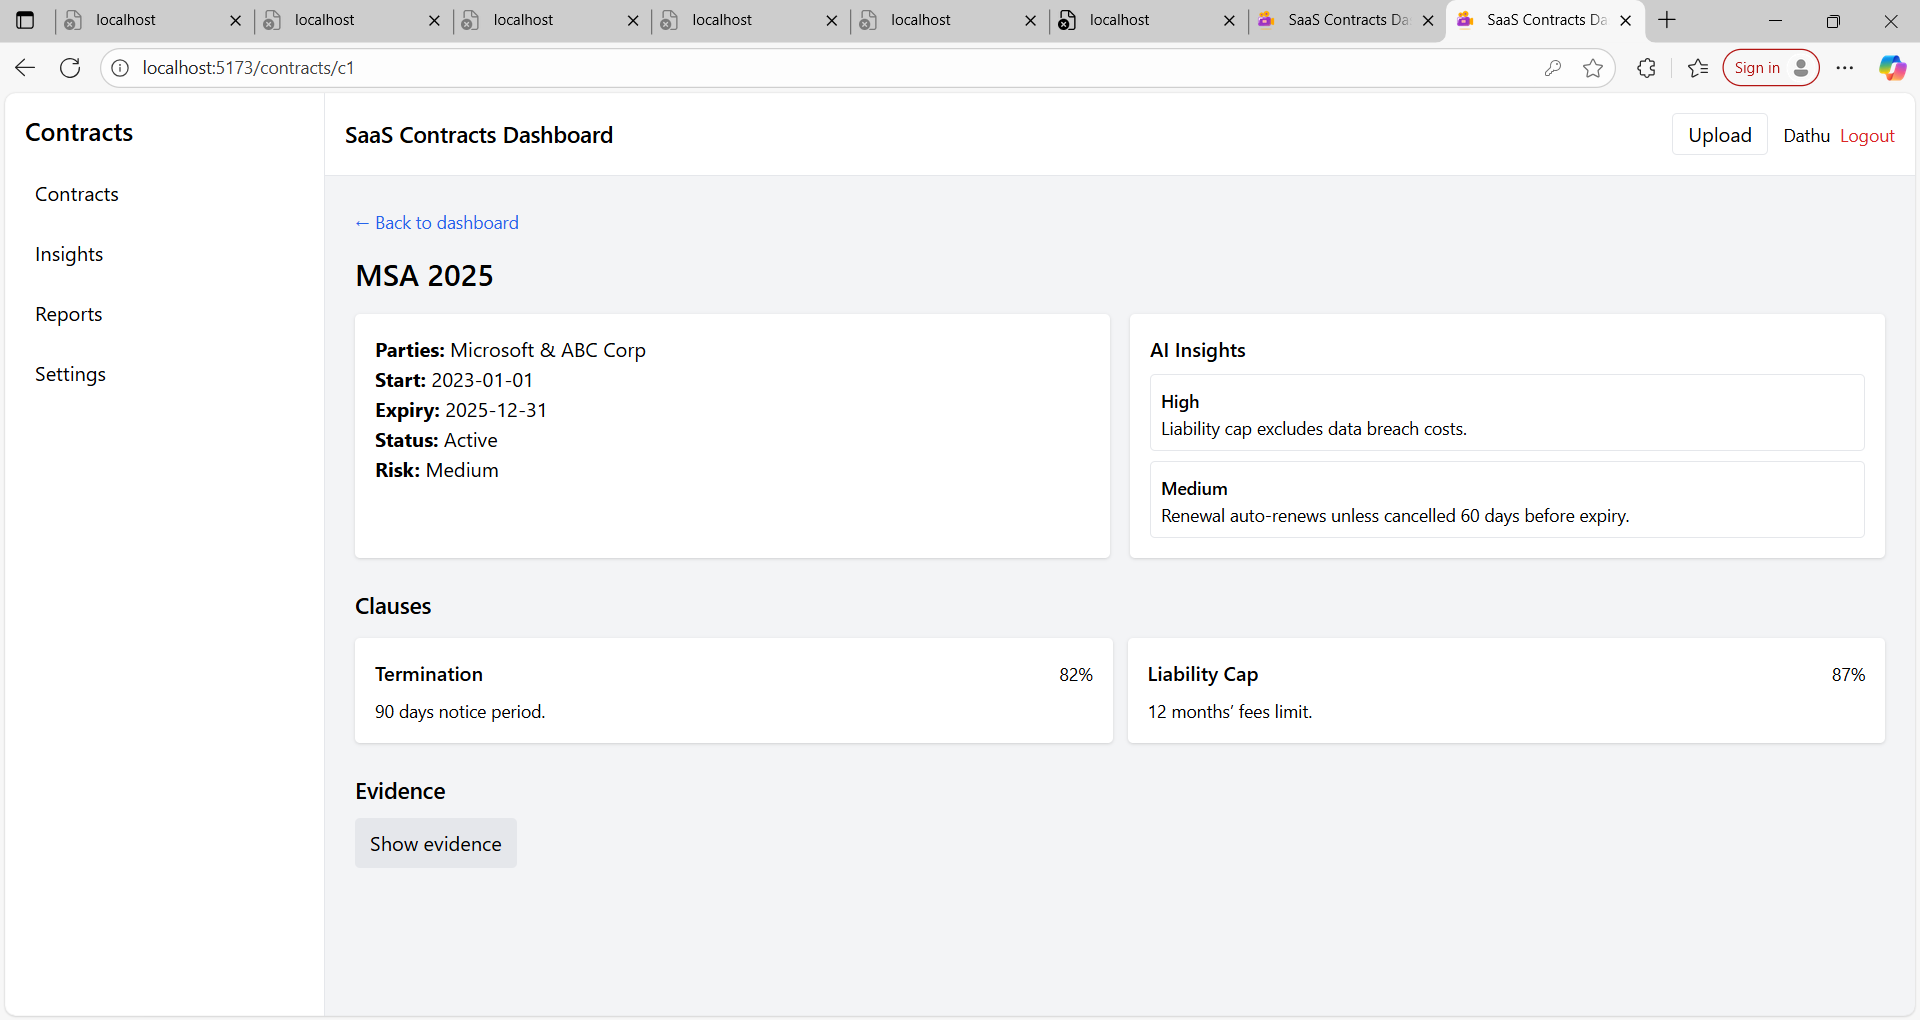 localhost
localhost
localhost
localhost
localhost
localhost
SaaS Contracts Da
SaaS Contracts Da
localhost:5173/contracts/c1
Sign in
Contracts
Contracts
Insights
Reports
Settings
SaaS Contracts Dashboard
Upload
Dathu Logout
← Back to dashboard
MSA 2025
Parties: Microsoft & ABC Corp
Start: 2023-01-01
Expiry: 2025-12-31
Status: Active
Risk: Medium
AI Insights
High
Liability cap excludes data breach costs.
Medium
Renewal auto-renews unless cancelled 60 days before expiry.
Clauses
Termination 82%
90 days notice period.
Liability Cap 87%
12 months’ fees limit.
Evidence
Show evidence